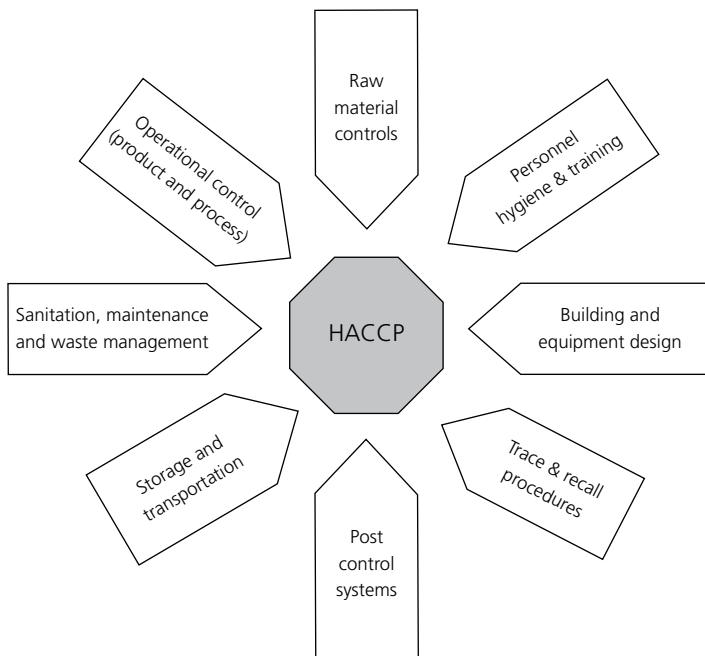 Raw
material
controls
Personnel
hygiene & training
Building and
equipment design
Trace & recall
procedures
Post
control
systems
Storage and
transportation
Sanitation, maintenance
and waste management
Operational control
(product and process)
HACCP